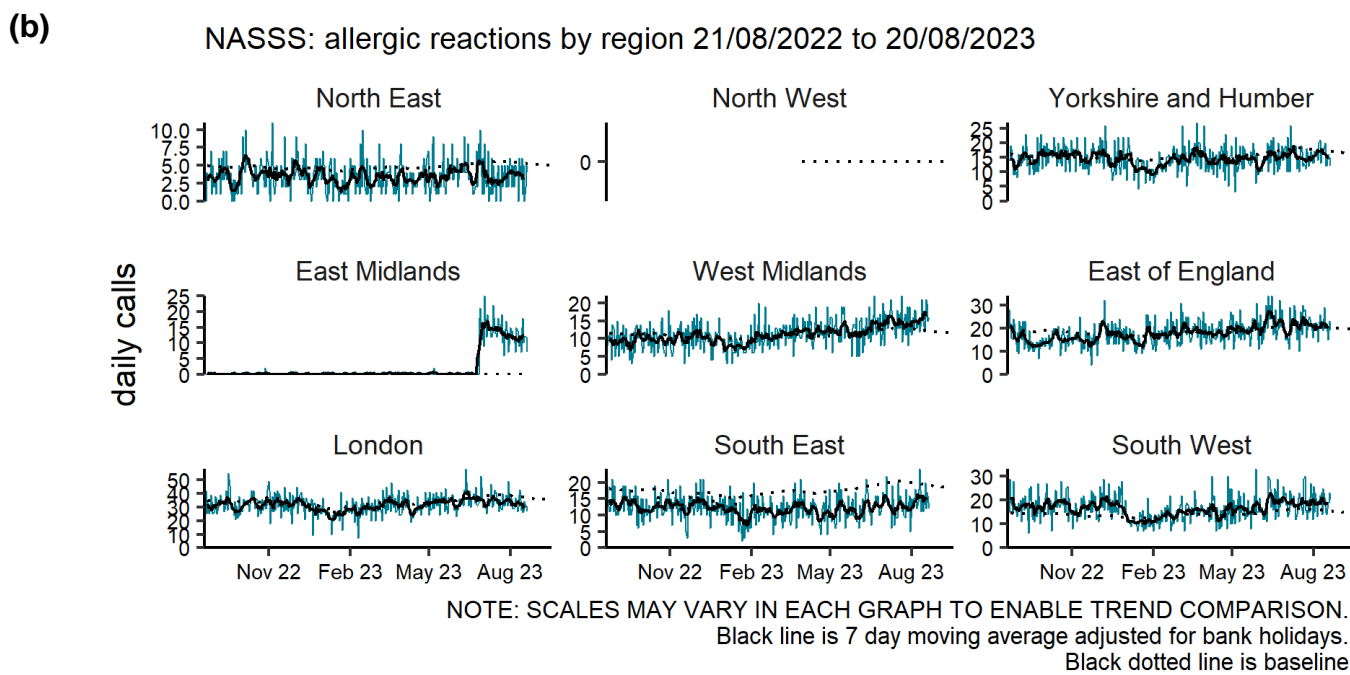 (b)
NASSS: allergic reactions by region 21/08/2022 to 20/08/2023
daily calls
North East
10.0
7.5
5.0
2.5
0.0
North West
0
Yorkshire and Humber
25
20
15
10
5
0
East Midlands
25
20
15
10
5
0
West Midlands
20
15
10
5
0
East of England
30
20
10
0
London
50
40
30
20
10
0
South East
20
15
10
5
0
South West
30
20
10
0
Nov 22 Feb 23 May 23 Aug 23
Nov 22 Feb 23 May 23 Aug 23
Nov 22 Feb 23 May 23 Aug 23
NOTE: SCALES MAY VARY IN EACH GRAPH TO ENABLE TREND COMPARISON.
Black line is 7 day moving average adjusted for bank holidays.
Black dotted line is baseline